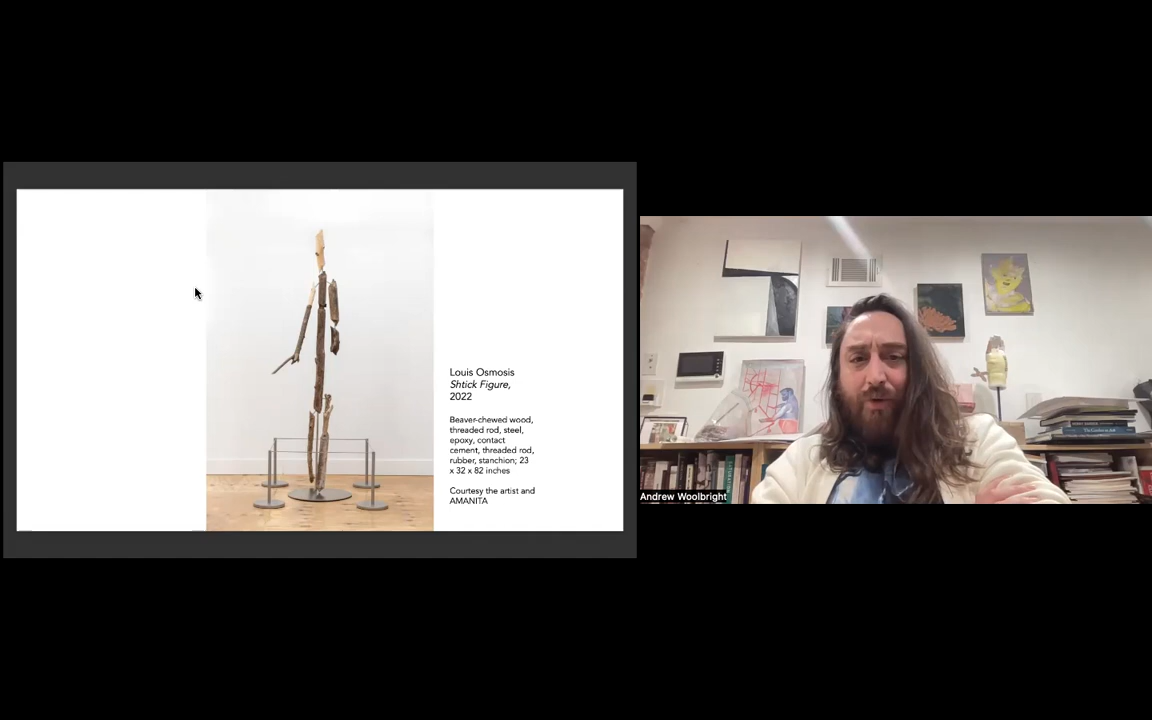 Louis Osmosis
Shtick Figure,
2022
Beaver-chewed wood,
threaded rod, steel,
epoxy, contact
cement, threaded rod,
rubber, stanchion; 23
x 32 x 82 inches
Courtesy the artist and
AMANITA
Andrew Woolbright